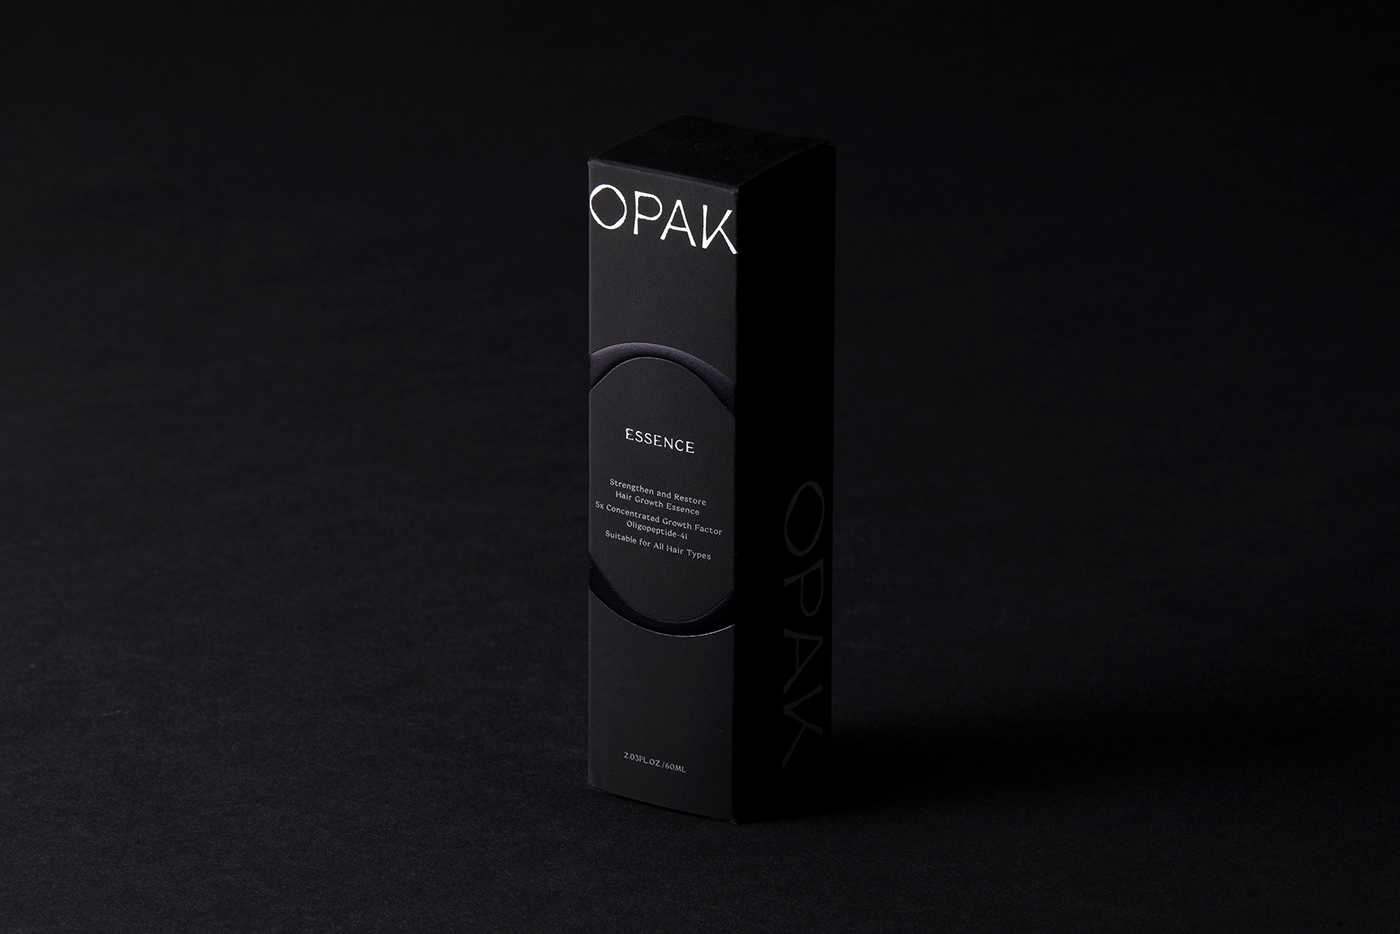 OPAK
ESSENCE
Strengthen and Restore
Hair Growth Essence
5x Concentrated Growth Factor
Oligopeptide-41
Suitable for All Hair Types
2.03FL.OZ/60ML
OPAK